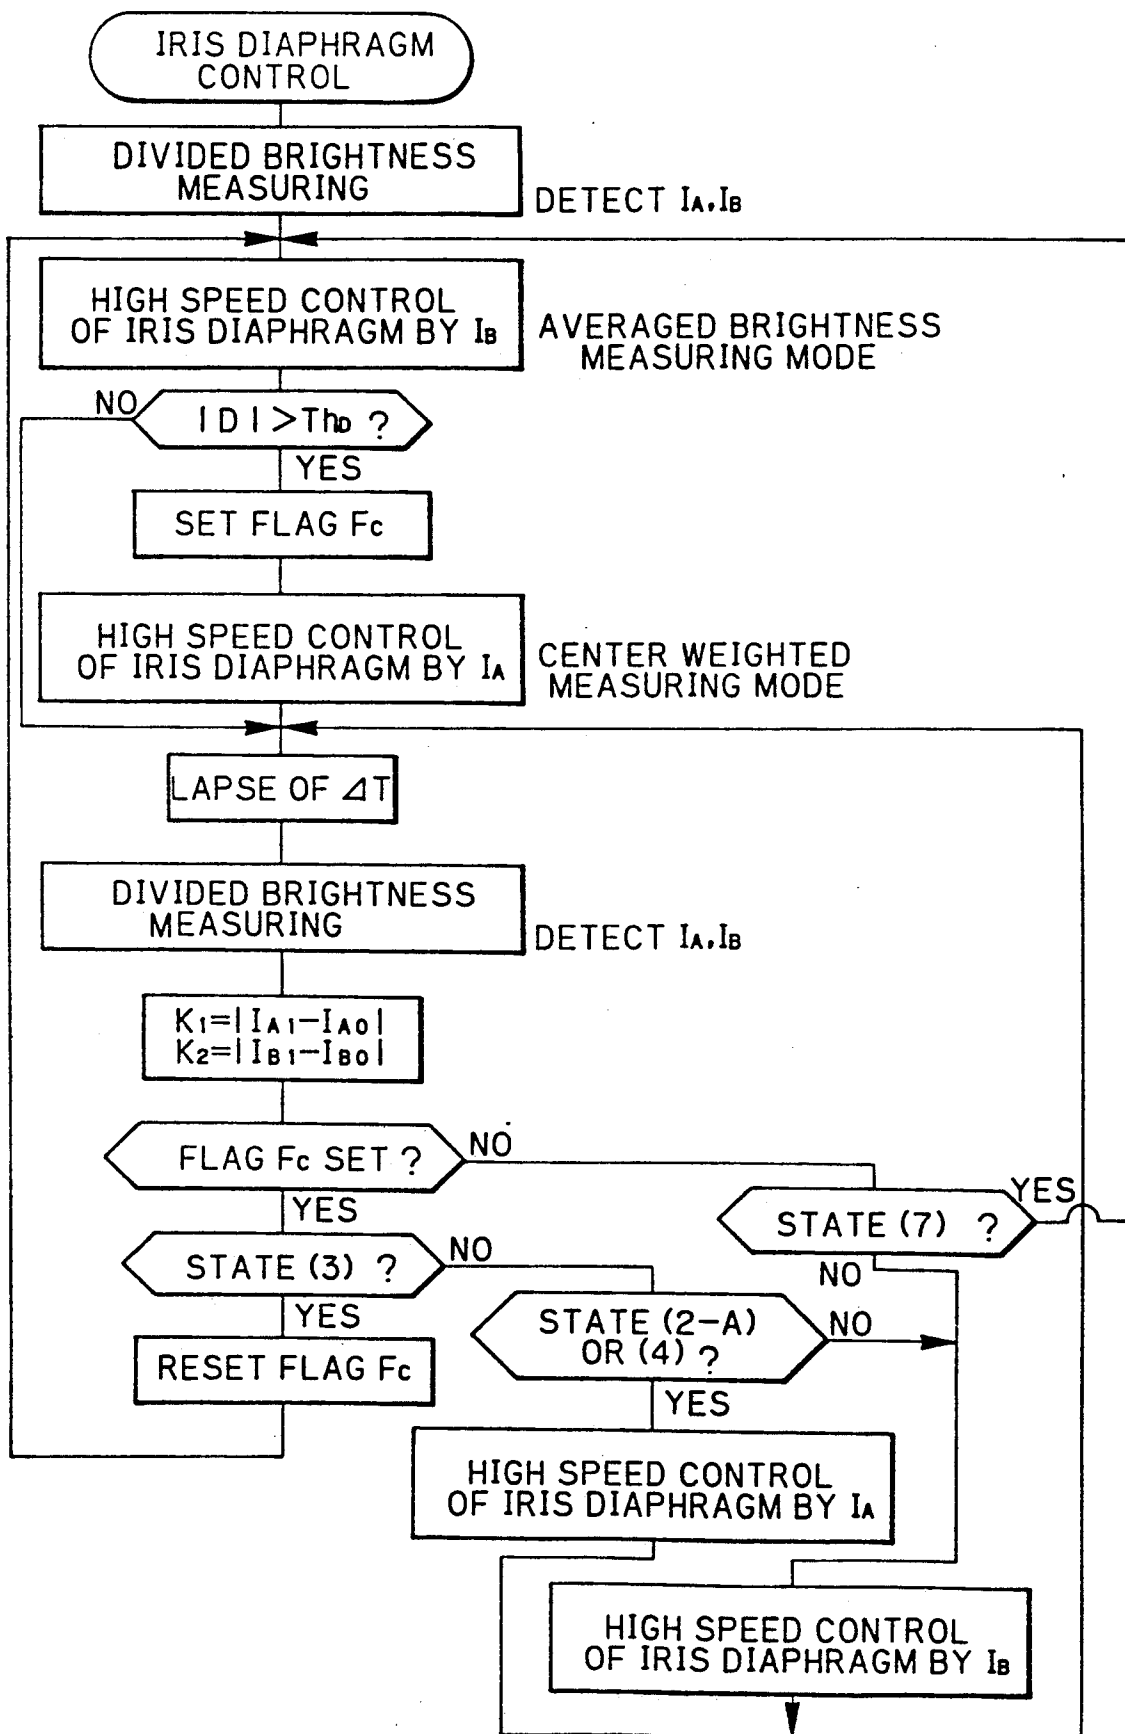 IRIS DIAPHRAGM
CONTROL
DIVIDED BRIGHTNESS
MEASURING
DETECT IA,IB
HIGH SPEED CONTROL
OF IRIS DIAPHRAGM BY IB
AVERAGED BRIGHTNESS
MEASURING MODE
NO
|D|>ThD ?
YES
SET FLAG Fc
HIGH SPEED CONTROL
OF IRIS DIAPHRAGM BY IA
CENTER WEIGHTED
MEASURING MODE
LAPSE OF ⊿T
DIVIDED BRIGHTNESS
MEASURING
DETECT IA,IB
K1=|IA1-IA0|
K2=|IB1-IB0|
FLAG Fc SET ?
NO
YES
STATE (7) ?
YES
NO
STATE (3) ?
NO
YES
STATE (2-A)
OR (4) ?
NO
YES
RESET FLAG Fc
HIGH SPEED CONTROL
OF IRIS DIAPHRAGM BY IA
HIGH SPEED CONTROL
OF IRIS DIAPHRAGM BY IB